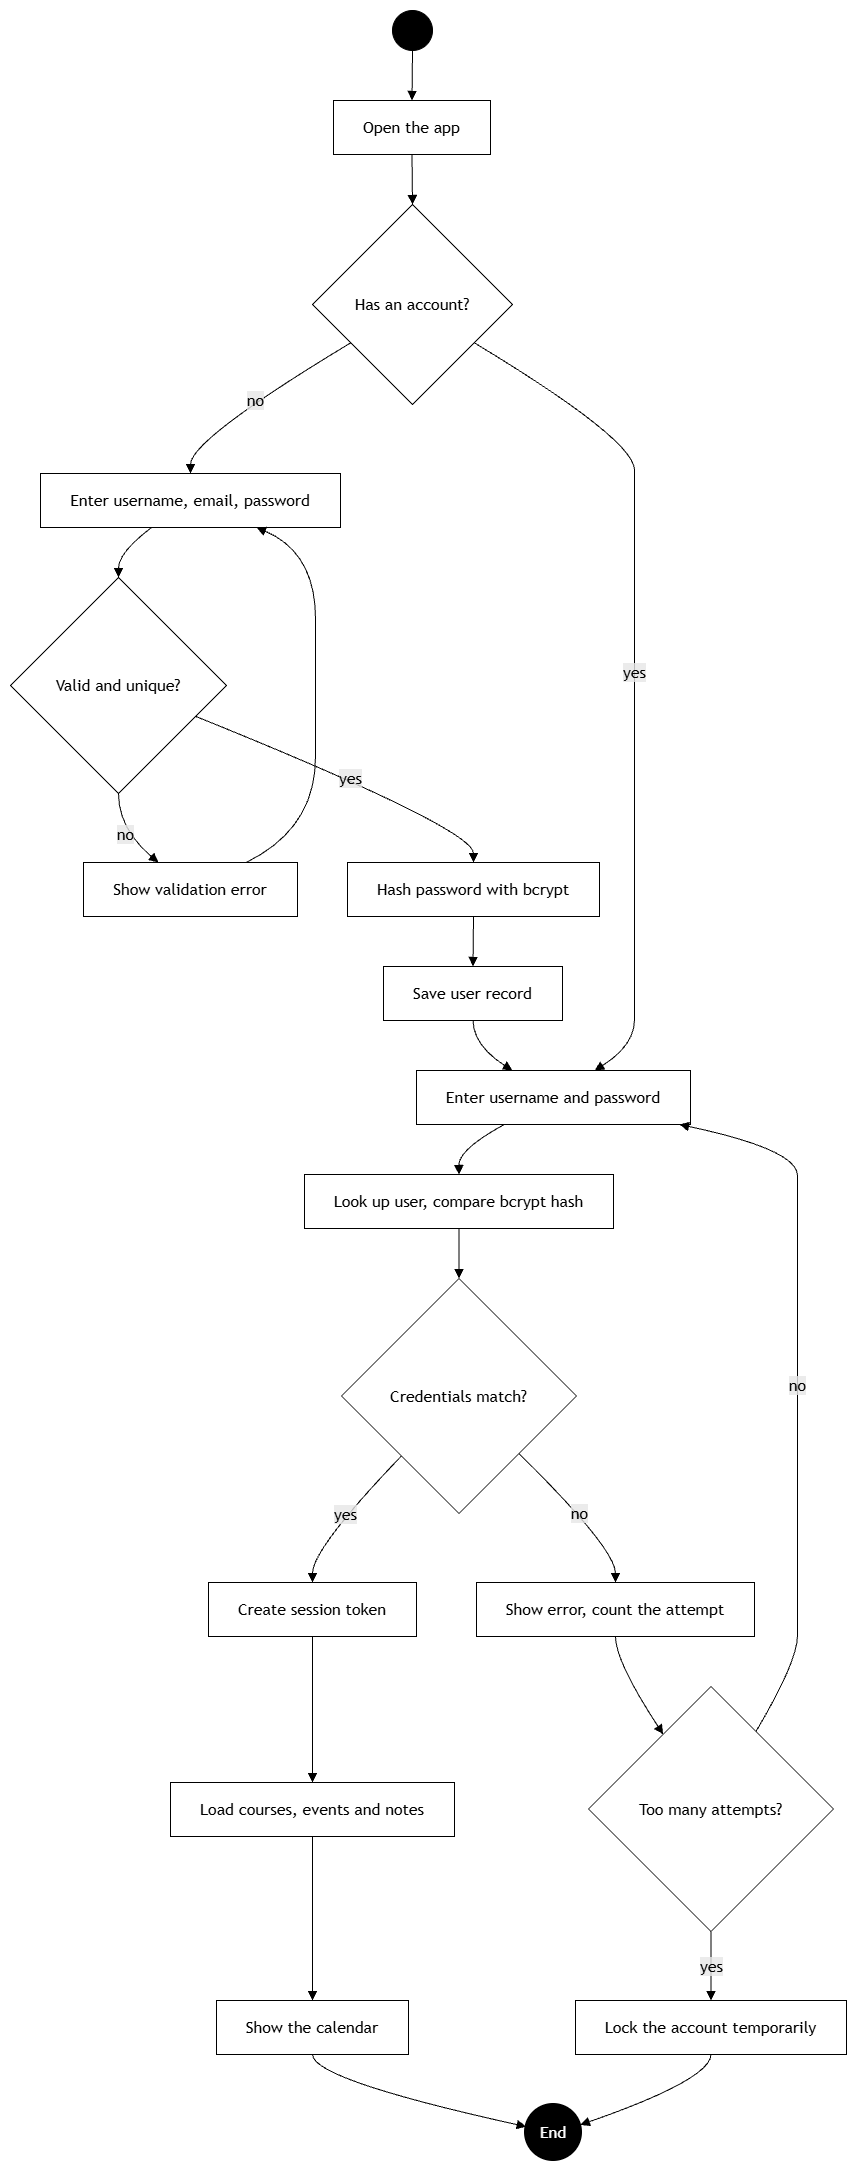 Open the app
Has an account?
no
Enter username, email, password
yes
Valid and unique?
yes
no
Show validation error
Hash password with bcrypt
Save user record
Enter username and password
Look up user, compare bcrypt hash
no
Credentials match?
yes
no
Create session token
Show error, count the attempt
Load courses, events and notes
Too many attempts?
yes
Show the calendar
Lock the account temporarily
End